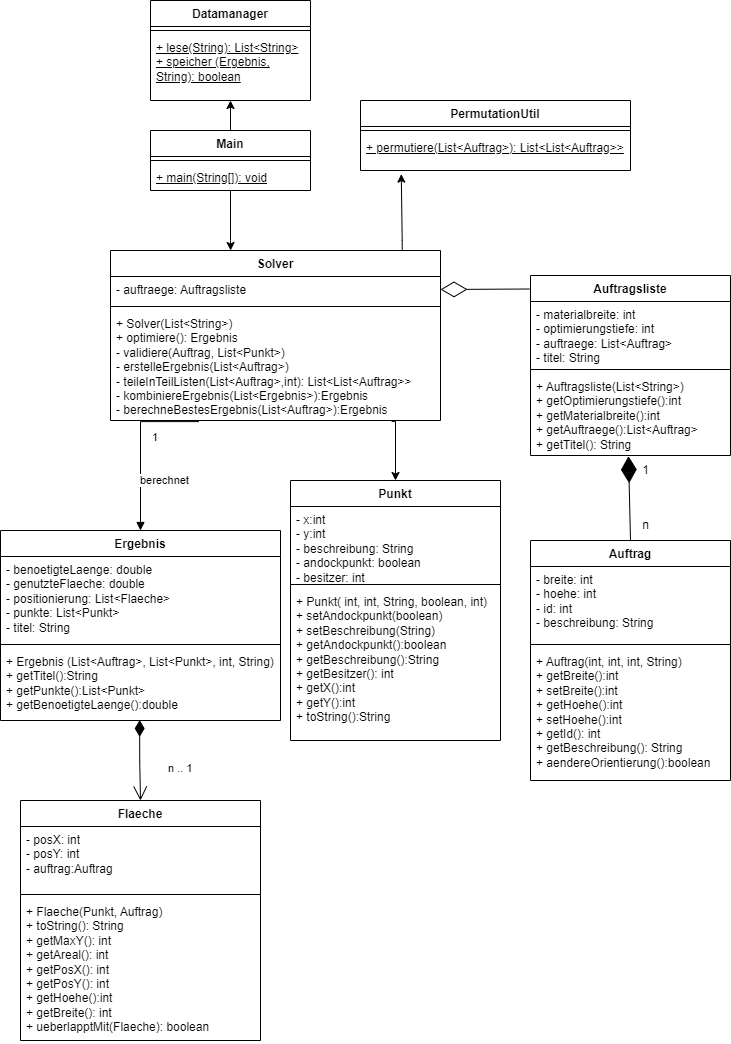 Datamanager
+ lese(String): List<String>
+ speicher (Ergebnis,
String): boolean
Main
+ main(String[]): void
PermutationUtil
+ permutiere(List<Auftrag>): List<List<Auftrag>>
Solver
- auftraege: Auftragsliste
+ Solver(List<String>)
+ optimiere(): Ergebnis
- validiere(Auftrag, List<Punkt>)
- erstelleErgebnis(List<Auftrag>)
- teileInTeilListen(List<Auftrag>,int): List<List<Auftrag>>
- kombiniereErgebnis(List<Ergebnis>):Ergebnis
- berechneBestesErgebnis(List<Auftrag>):Ergebnis
Auftragsliste
- materialbreite: int
- optimierungstiefe: int
- auftraege: List<Auftrag>
- titel: String
+ Auftragsliste(List<String>)
+ getOptimierungstiefe():int
+ getMaterialbreite():int
+ getAuftraege():List<Auftrag>
+ getTitel(): String
1
berechnet
1
n
Punkt
- x:int
- y:int
- beschreibung: String
- andockpunkt: boolean
- besitzer: int
+ Punkt( int, int, String, boolean, int)
+ setAndockpunkt(boolean)
+ setBeschreibung(String)
+ getAndockpunkt():boolean
+ getBeschreibung():String
+ getBesitzer(): int
+ getX():int
+ getY():int
+ toString():String
Ergebnis
- benoetigteLaenge: double
- genutzteFlaeche: double
- positionierung: List<Flaeche>
- punkte: List<Punkt>
- titel: String
+ Ergebnis (List<Auftrag>, List<Punkt>, int, String)
+ getTitel():String
+ getPunkte():List<Punkt>
+ getBenoetigteLaenge():double
Auftrag
- breite: int
- hoehe: int
- id: int
- beschreibung: String
+ Auftrag(int, int, int, String)
+ getBreite():int
+ setBreite():int
+ getHoehe():int
+ setHoehe():int
+ getId(): int
+ getBeschreibung(): String
+ aendereOrientierung():boolean
n .. 1
Flaeche
- posX: int
- posY: int
- auftrag:Auftrag
+ Flaeche(Punkt, Auftrag)
+ toString(): String
+ getMaxY(): int
+ getAreal(): int
+ getPosX(): int
+ getPosY(): int
+ getHoehe():int
+ getBreite(): int
+ ueberlapptMit(Flaeche): boolean